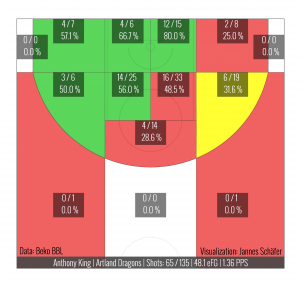 4 / 7
57.1 %
4 / 6
66.7 %
12 / 15
80.0 %
2 / 8
25.0 %
0 / 0
0.0 %
0 / 0
0.0 %
3 / 6
50.0 %
14 / 25
56.0 %
16 / 33
48.5 %
6 / 19
31.6 %
4 / 14
28.6 %
0 / 1
0.0 %
0 / 0
0.0 %
0 / 1
0.0 %
Data: Beko BBL
Visualization: Jannes Schäfer
Anthony King | Artland Dragons | Shots: 65 / 135 | 48.1 eFG | 1.36 PPS